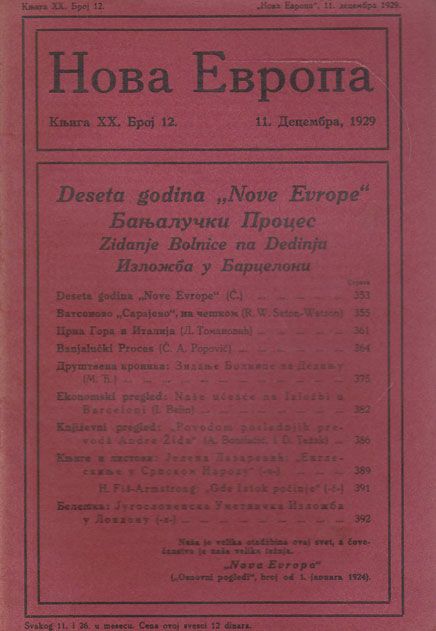 Књига XX. Број 12.
„Нова Европа“, 11. децембра 1929.
Нова Европа
Књига XX. Број 12.
11. Децембра, 1929
Deseta godina „Nove Evrope“
Бањалучки Процес
Zidanje Bolnice na Dedinju
Изложба у Барцелони
Страна
Deseta godina „Nove Evrope“ (Ć.) 353
Ватсоново „Сарајево“, на чешком (R. W. Seton-Watson) 355
Црна Гора и Италија (Л. Томановић) 361
Banjalučki Proces (Č. A. Popović) 364
Друштвена хроника: Зидање Болнице на Дедињу
(М. Ђ.) 375
Ekonomski pregled: Naše učešće na Izložbi u
Barceloni (I. Belin) 382
Književni pregled: „Povodom poslednjih pre-
voda Andre Žida“ (A. Bonifačić, i D. Težak) 386
Књиге и листови: Јелена Лазаревић: „Енгле-
скиње у Српском Народу“ 389
H. Fiš-Armstrong: „Gde Istok počinje“ (-ć-) 391
Белешка: Југословенска Уметничка Изложба
у Лондону 392
Naša je velika otadžbina ovaj svet, a čovo-
čanstvo je naša velika težnja.
„Nova Evropa“
(„Osnovni pogledi“, broj od 1. januara 1924).
Svakog 11. i 26. u mesecu. Cena ovoj svesci 12 dinara.